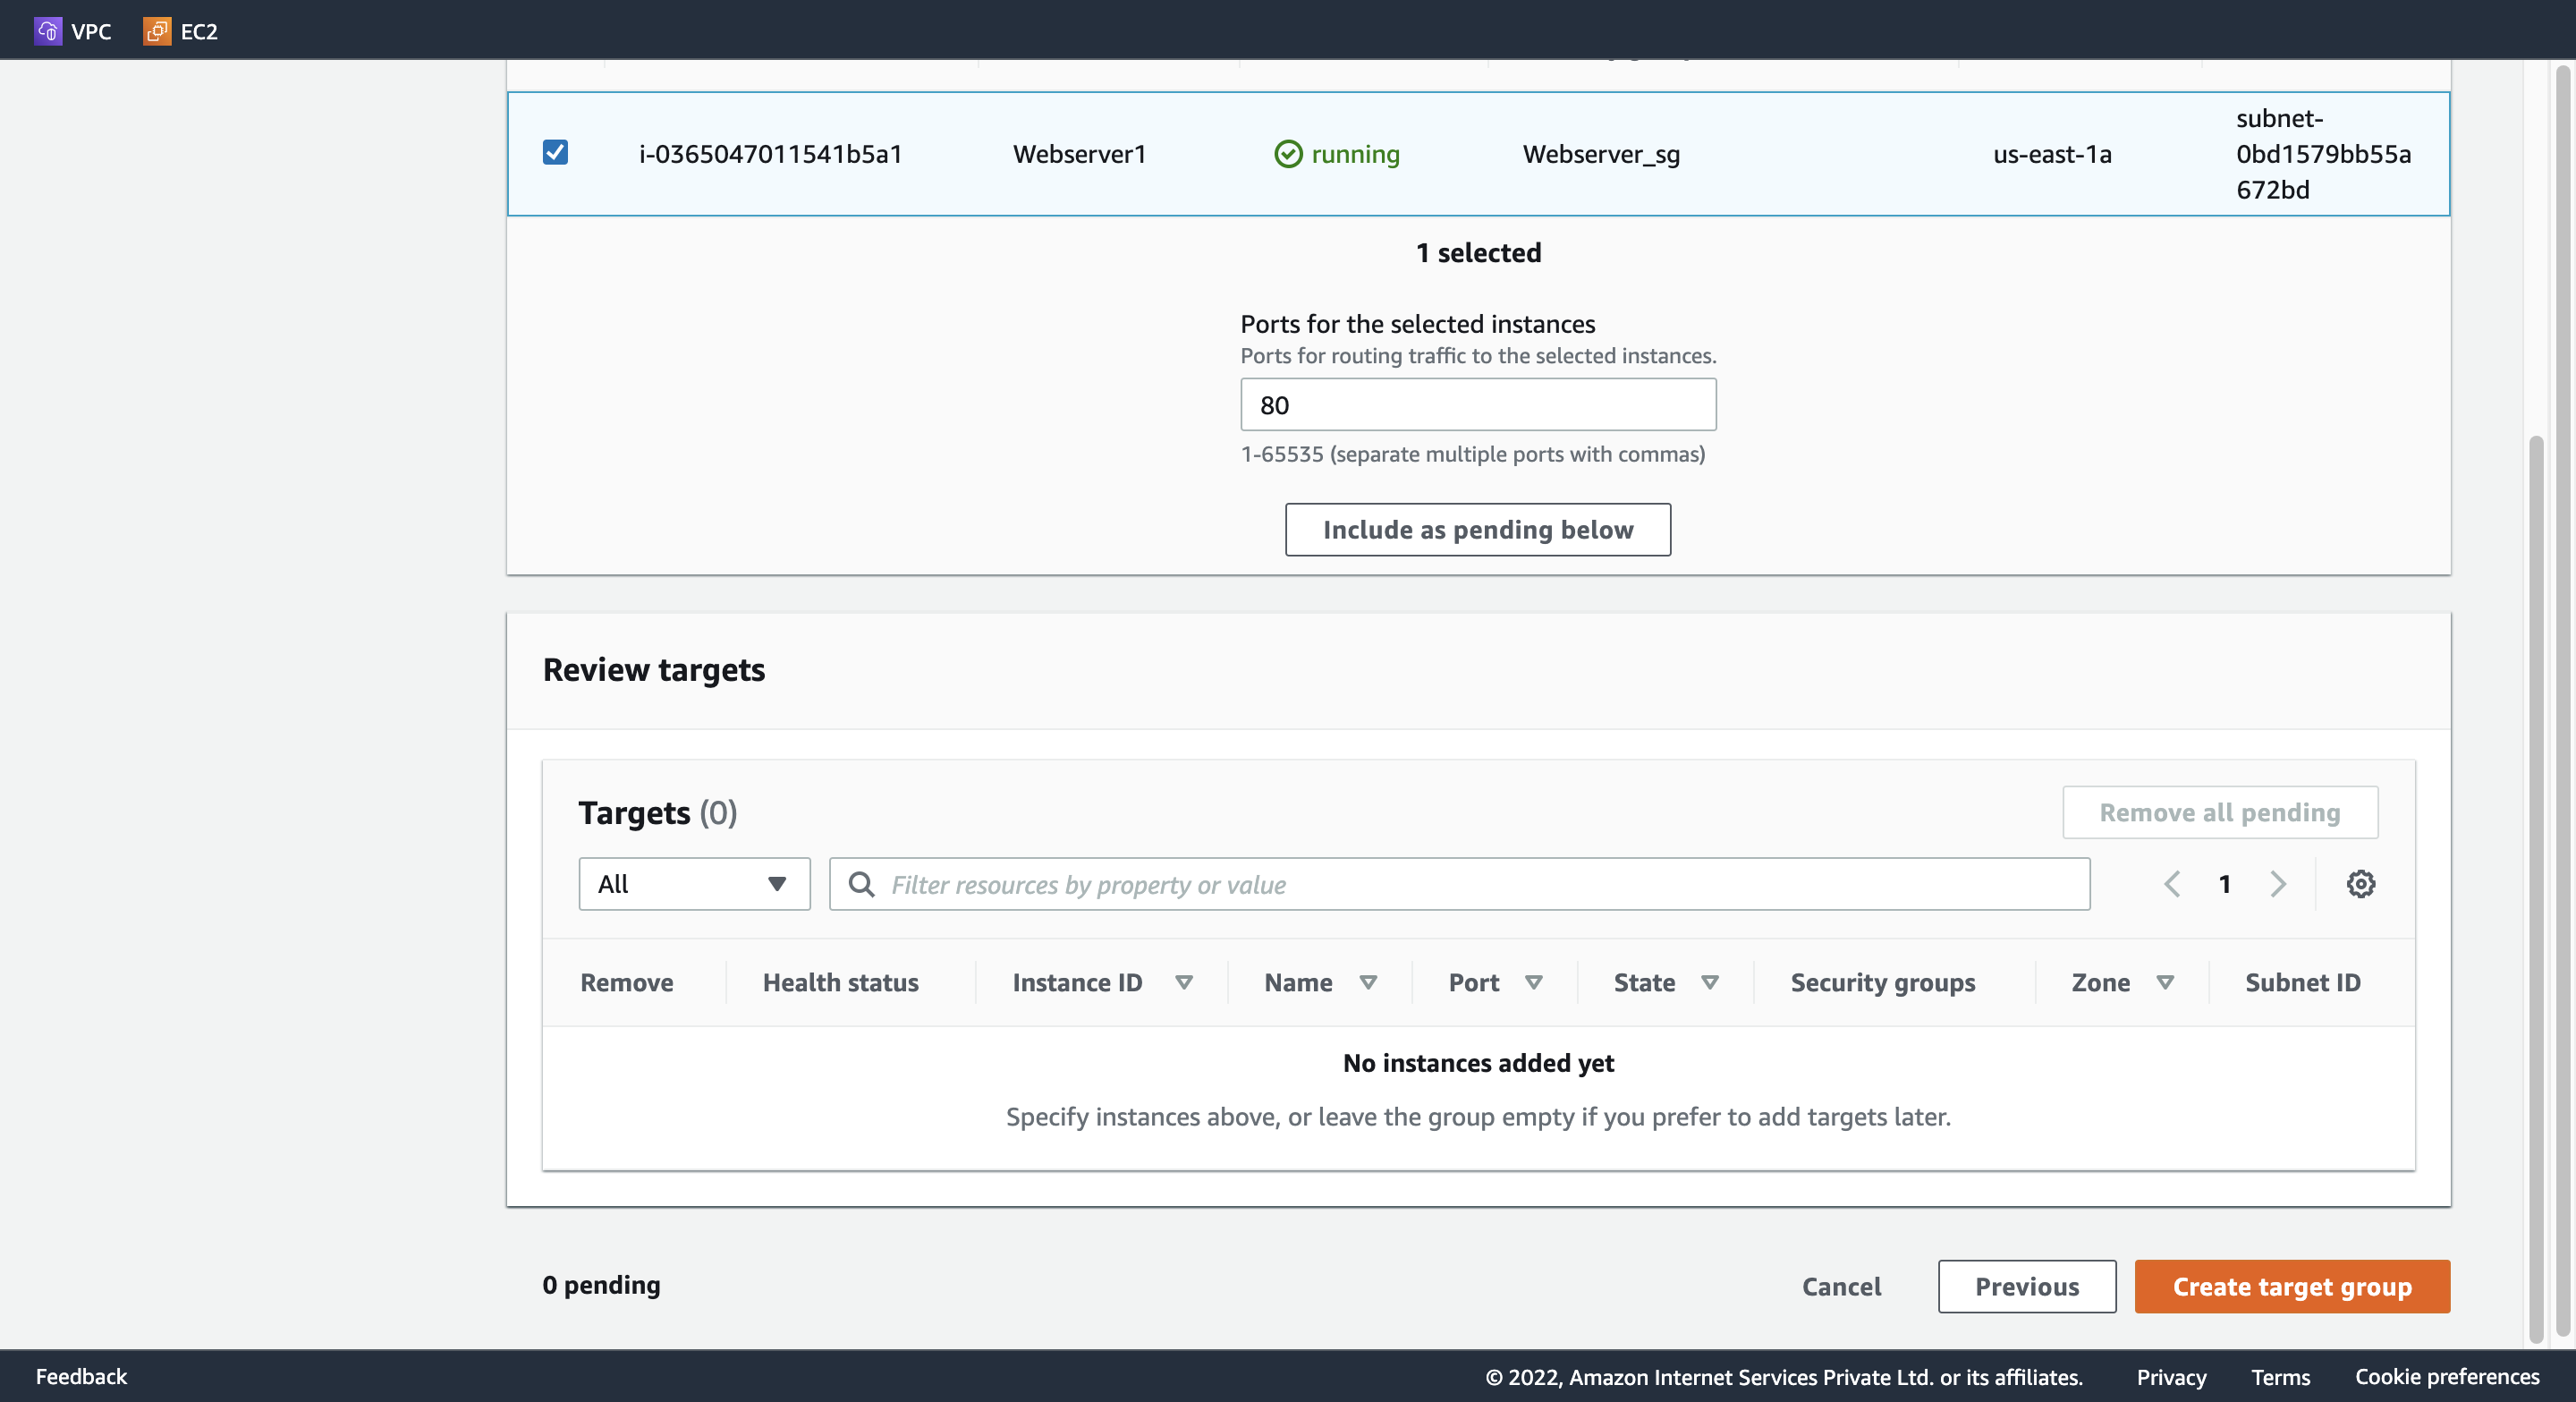 VPC
EC2
i-0365047011541b5a1 Webserver1 running Webserver_sg us-east-1a subnet-
0bd1579bb55a
672bd
1 selected
Ports for the selected instances
Ports for routing traffic to the selected instances.
80
1-65535 (separate multiple ports with commas)
Include as pending below
Review targets
Targets (0)
Remove all pending
All
Filter resources by property or value
1
Remove Health status Instance ID Name Port State Security groups Zone Subnet ID
No instances added yet
Specify instances above, or leave the group empty if you prefer to add targets later.
0 pending
Cancel
Previous
Create target group
Feedback
© 2022, Amazon Internet Services Private Ltd. or its affiliates.
Privacy
Terms
Cookie preferences